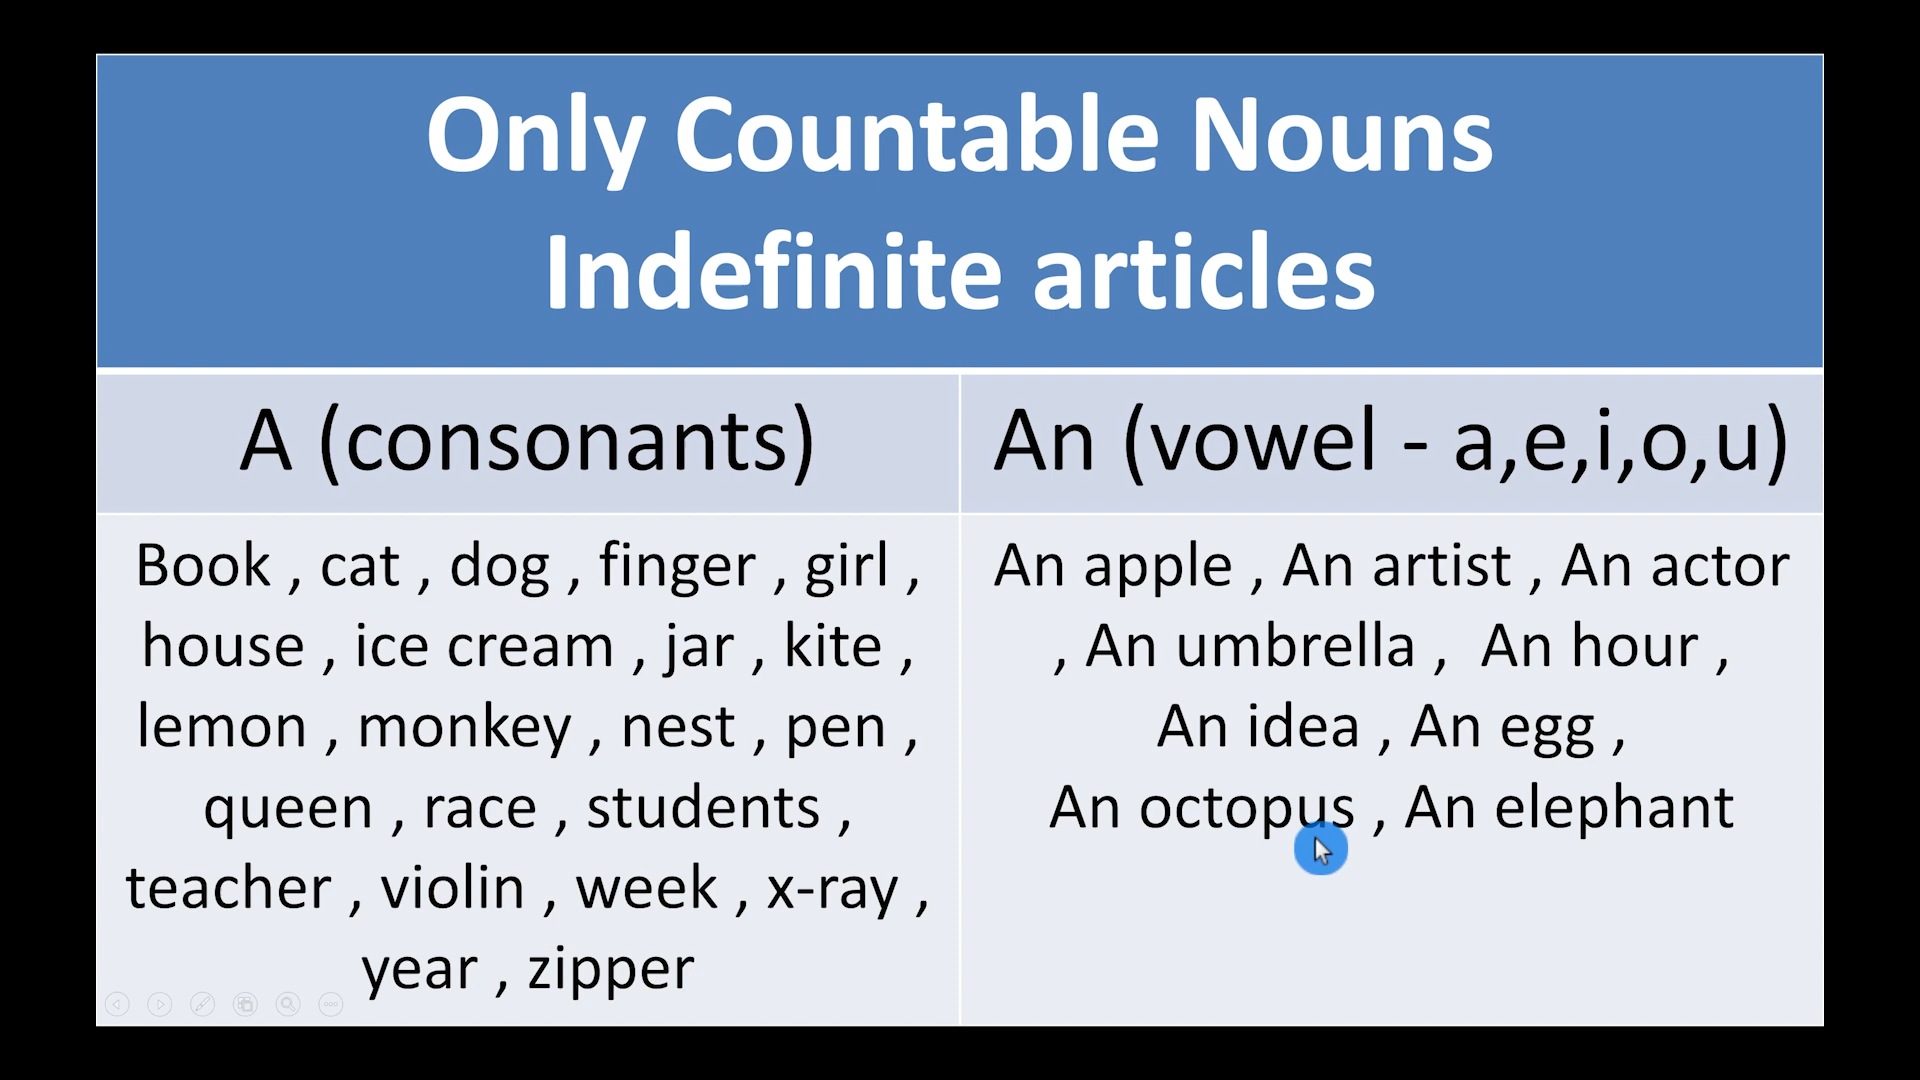 Only Countable Nouns
Indefinite articles
A (consonants)
An (vowel - a,e,i,o,u)
Book , cat , dog , finger , girl ,
house , ice cream , jar , kite ,
lemon , monkey , nest , pen ,
queen , race , students ,
teacher , violin , week , x-ray ,
year , zipper
An apple , An artist , An actor
, An umbrella ,  An hour ,
An idea , An egg ,
An octopus , An elephant